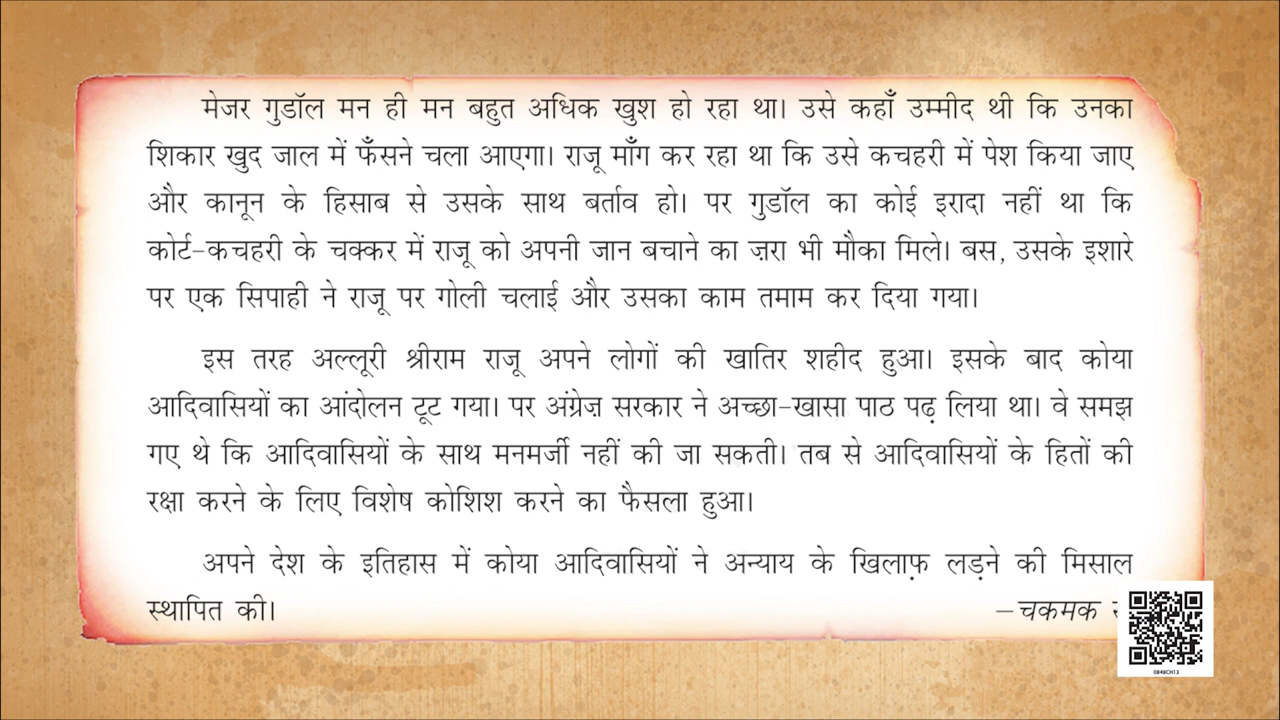 मेजर गुडॉल मन ही मन बहुत अधिक खुश हो रहा था। उसे कहाँ उम्मीद थी कि उनका
शिकार खुद जाल में फँसने चला आएगा। राजू माँग कर रहा था कि उसे कचहरी में पेश किया जाए
और कानून के हिसाब से उसके साथ बर्ताव हो। पर गुडॉल का कोई इरादा नहीं था कि
कोर्ट-कचहरी के चक्कर में राजू को अपनी जान बचाने का ज़रा भी मौका मिले। बस, उसके इशारे
पर एक सिपाही ने राजू पर गोली चलाई और उसका काम तमाम कर दिया गया।
इस तरह अल्लूरी श्रीराम राजू अपने लोगों की खातिर शहीद हुआ। इसके बाद कोया
आदिवासियों का आंदोलन टूट गया। पर अंग्रेज़ सरकार ने अच्छा-खासा पाठ पढ़ लिया था। वे समझ
गए थे कि आदिवासियों के साथ मनमर्जी नहीं की जा सकती। तब से आदिवासियों के हितों की
रक्षा करने के लिए विशेष कोशिश करने का फैसला हुआ।
अपने देश के इतिहास में कोया आदिवासियों ने अन्याय के खिलाफ़ लड़ने की मिसाल
स्थापित की।
–चकमक
0848CH13